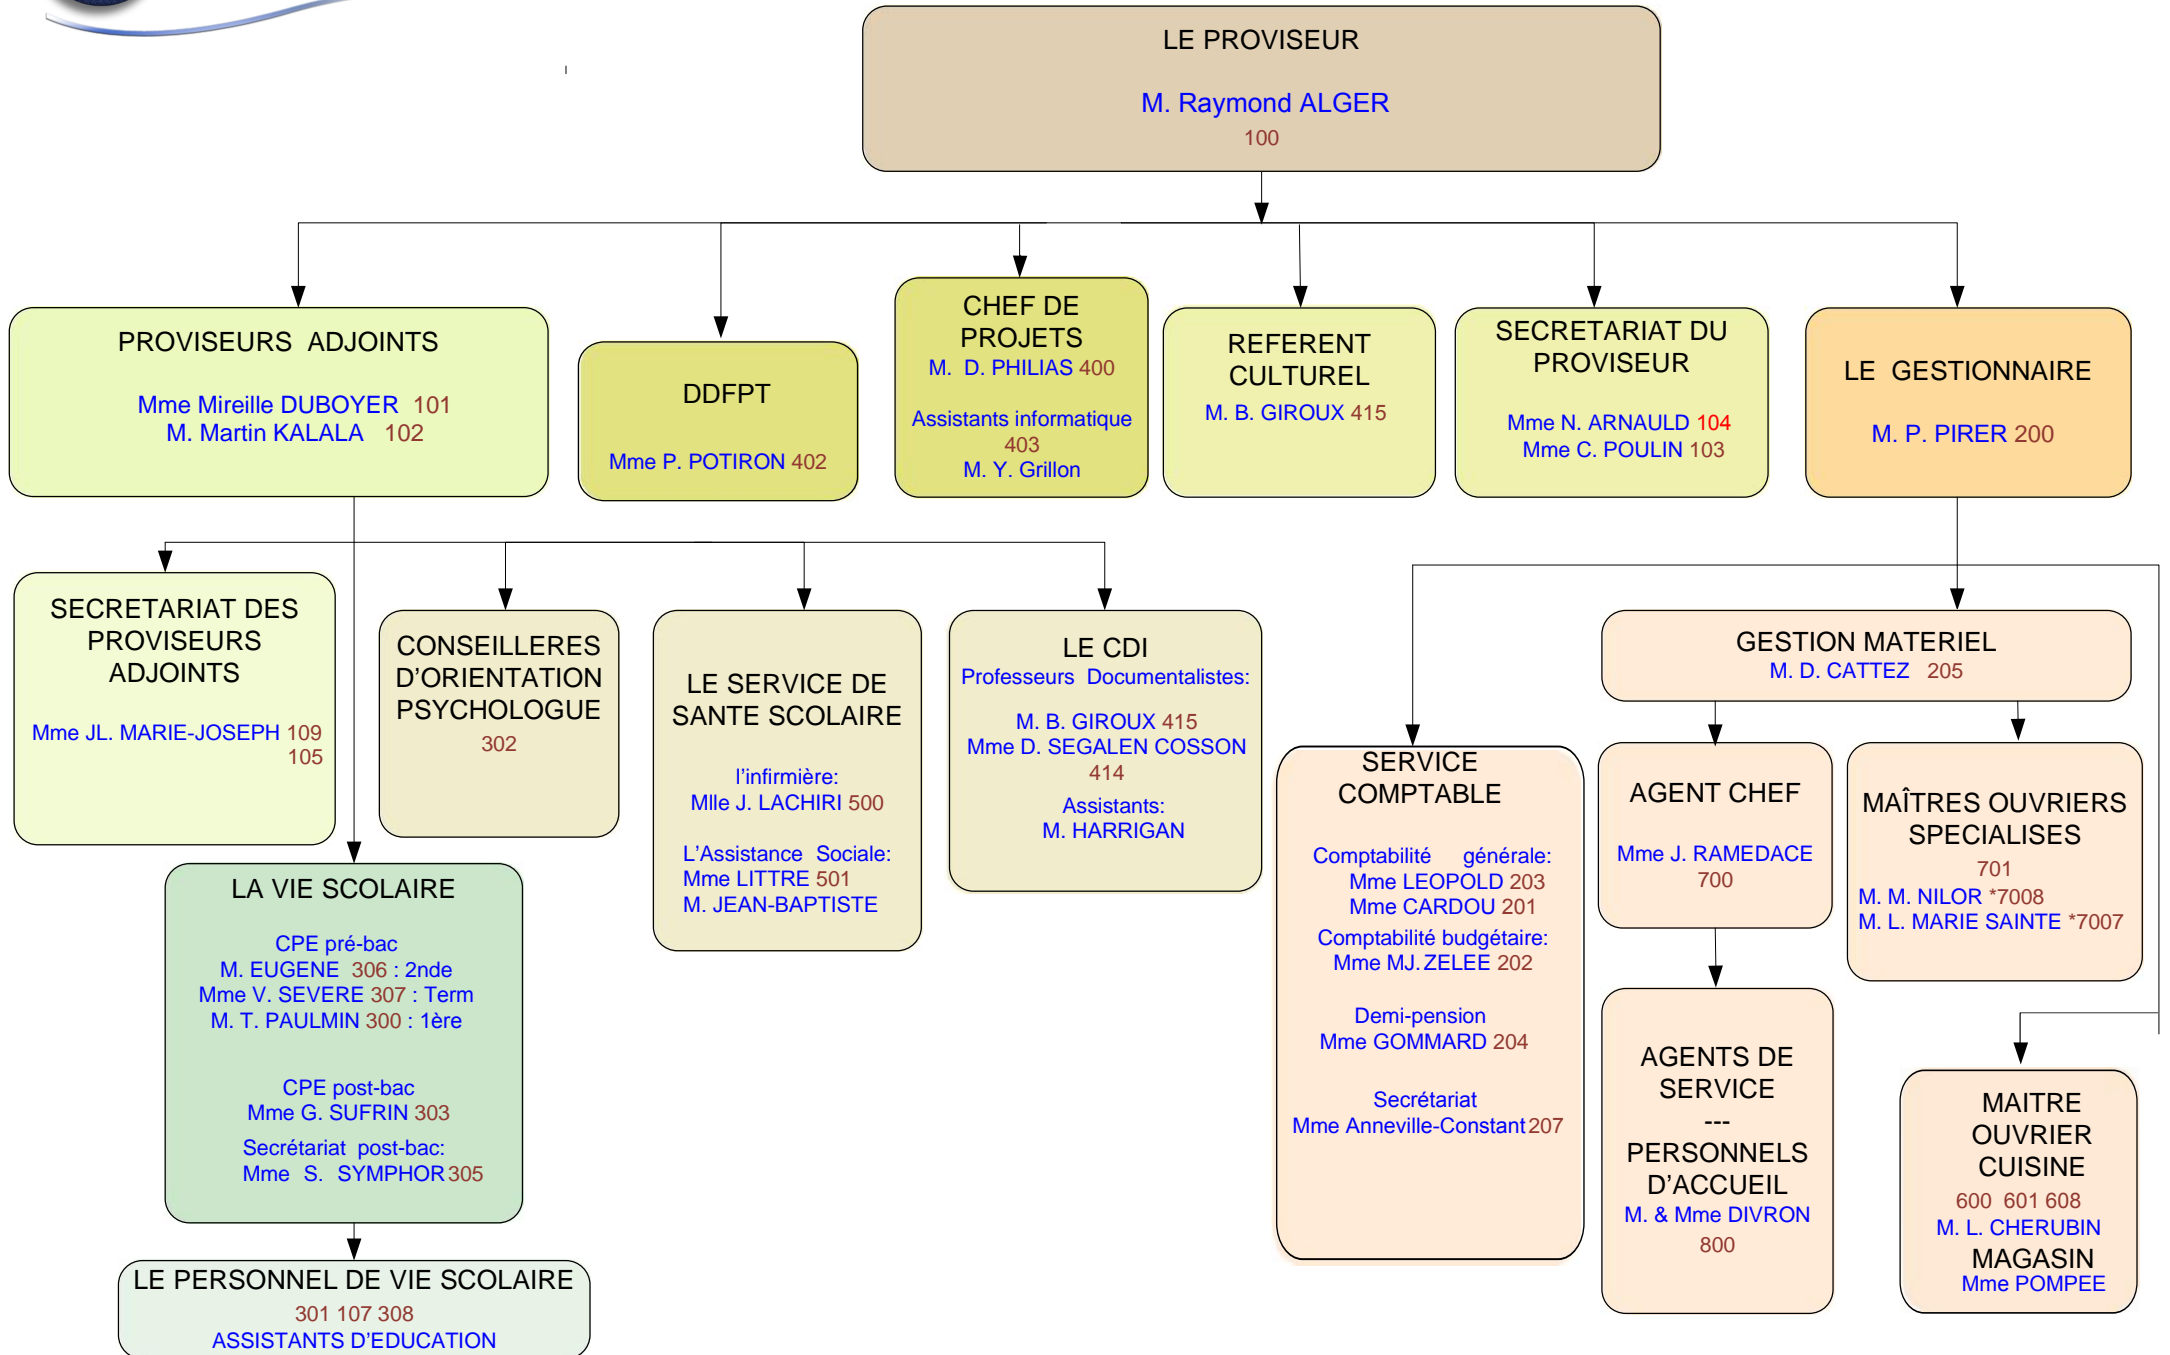 LE PROVISEUR
M. Raymond ALGER
100
PROVISEURS ADJOINTS
Mme Mireille DUBOYER 101
M. Martin KALALA 102
DDFPT
Mme P. POTIRON 402
CHEF DE
PROJETS
M. D. PHILIAS 400
Assistants informatique
403
M. Y. Grillon
REFERENT
CULTUREL
M. B. GIROUX 415
SECRETARIAT DU
PROVISEUR
Mme N. ARNAULD 104
Mme C. POULIN 103
LE GESTIONNAIRE
M. P. PIRER 200
SECRETARIAT DES
PROVISEURS
ADJOINTS
Mme JL. MARIE-JOSEPH 109
105
CONSEILLERES
D'ORIENTATION
PSYCHOLOGUE
302
LE SERVICE DE
SANTE SCOLAIRE
l'infirmière:
Mlle J. LACHIRI 500
L'Assistance Sociale:
Mme LITTRE 501
M. JEAN-BAPTISTE
LE CDI
Professeurs Documentalistes:
M. B. GIROUX 415
Mme D. SEGALEN COSSON
414
Assistants:
M. HARRIGAN
GESTION MATERIEL
M. D. CATTEZ 205
SERVICE
COMPTABLE
Comptabilité générale:
Mme LEOPOLD 203
Mme CARDOU 201
Comptabilité budgétaire:
Mme MJ. ZELEE 202
Demi-pension
Mme GOMMARD 204
Secrétariat
Mme Anneville-Constant 207
AGENT CHEF
Mme J. RAMEDACE
700
MAÎTRES OUVRIERS
SPECIALISES
701
M. M. NILOR *7008
M. L. MARIE SAINTE *7007
LA VIE SCOLAIRE
CPE pré-bac
M. EUGENE 306 : 2nde
Mme V. SEVERE 307 : Term
M. T. PAULMIN 300 : 1ère
CPE post-bac
Mme G. SUFRIN 303
Secrétariat post-bac:
Mme S. SYMPHOR 305
AGENTS DE
SERVICE
---
PERSONNELS
D'ACCUEIL
M. & Mme DIVRON
800
MAITRE
OUVRIER
CUISINE
600 601 608
M. L. CHERUBIN
MAGASIN
Mme POMPEE
LE PERSONNEL DE VIE SCOLAIRE
301 107 308
ASSISTANTS D'EDUCATION